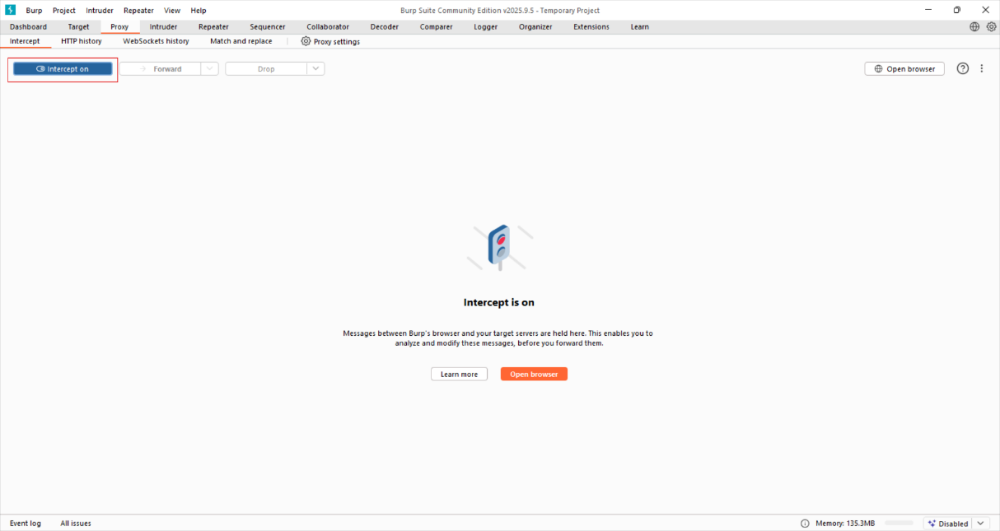 Burp Project Intruder Repeater View Help Burp Suite Community Edition v2025.9.5 - Temporary Project
Dashboard Target Proxy Intruder Repeater Sequencer Collaborator Decoder Comparer Logger Organizer Extensions Learn
Intercept HTTP history WebSockets history Match and replace Proxy settings
Intercept on Forward Drop Open browser
Intercept is on
Messages between Burp's browser and your target servers are held here. This enables you to
analyze and modify these messages, before you forward them.
Learn more Open browser
Event log All issues Memory: 135.3MB Disabled